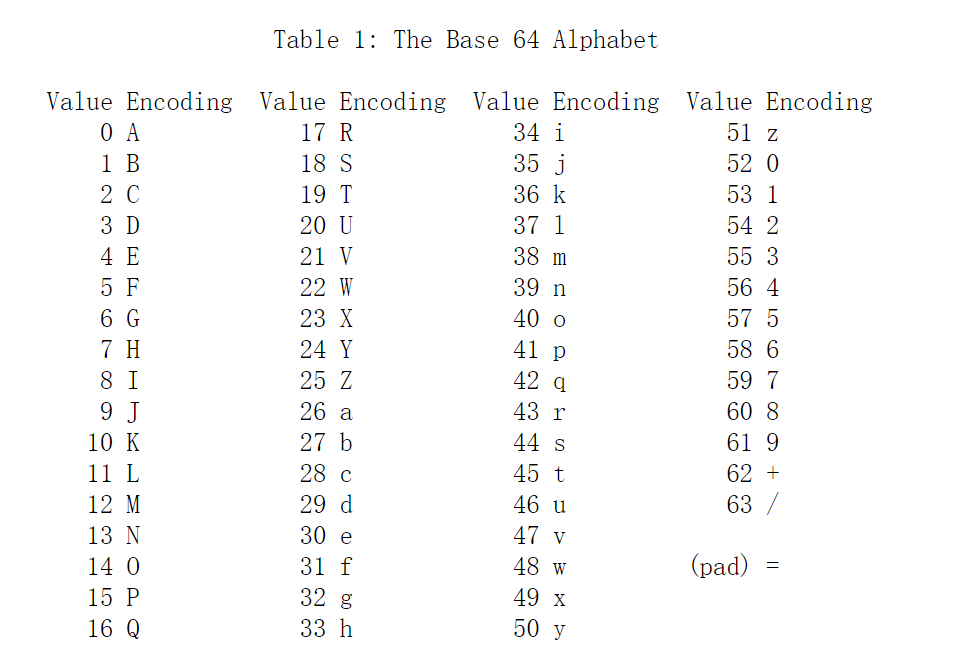 Table 1: The Base 64 Alphabet
Value Encoding Value Encoding Value Encoding Value Encoding
0 A 17 R 34 i 51 z
1 B 18 S 35 j 52 0
2 C 19 T 36 k 53 1
3 D 20 U 37 l 54 2
4 E 21 V 38 m 55 3
5 F 22 W 39 n 56 4
6 G 23 X 40 o 57 5
7 H 24 Y 41 p 58 6
8 I 25 Z 42 q 59 7
9 J 26 a 43 r 60 8
10 K 27 b 44 s 61 9
11 L 28 c 45 t 62 +
12 M 29 d 46 u 63 /
13 N 30 e 47 v
14 O 31 f 48 w (pad) =
15 P 32 g 49 x
16 Q 33 h 50 y